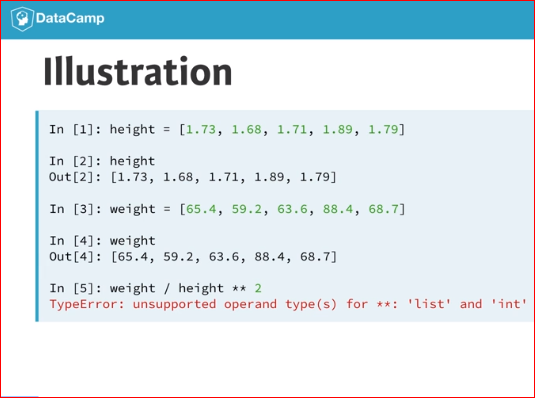 DataCamp
Illustration
In [1]: height = [1.73, 1.68, 1.71, 1.89, 1.79]
In [2]: height
Out[2]: [1.73, 1.68, 1.71, 1.89, 1.79]
In [3]: weight = [65.4, 59.2, 63.6, 88.4, 68.7]
In [4]: weight
Out[4]: [65.4, 59.2, 63.6, 88.4, 68.7]
In [5]: weight / height ** 2
TypeError: unsupported operand type(s) for **: 'list' and 'int'